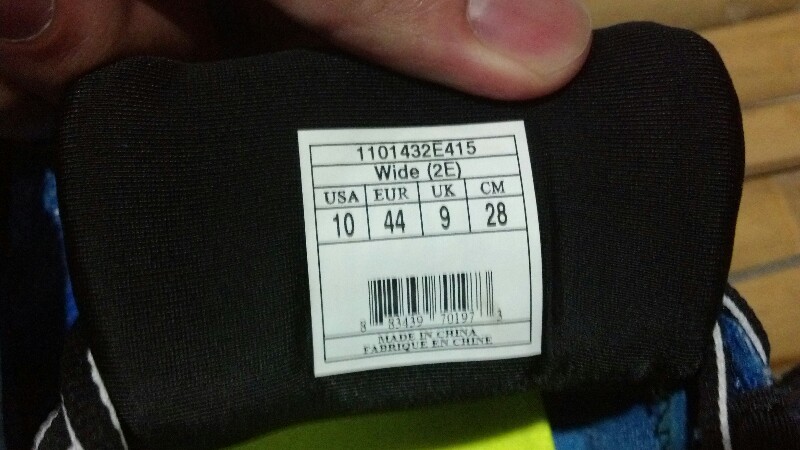 1101432E415
Wide (2E)
USA EUR UK CM
10 44 9 28
8 83439 70197 3
MADE IN CHINA
FABRIQUE EN CHINE